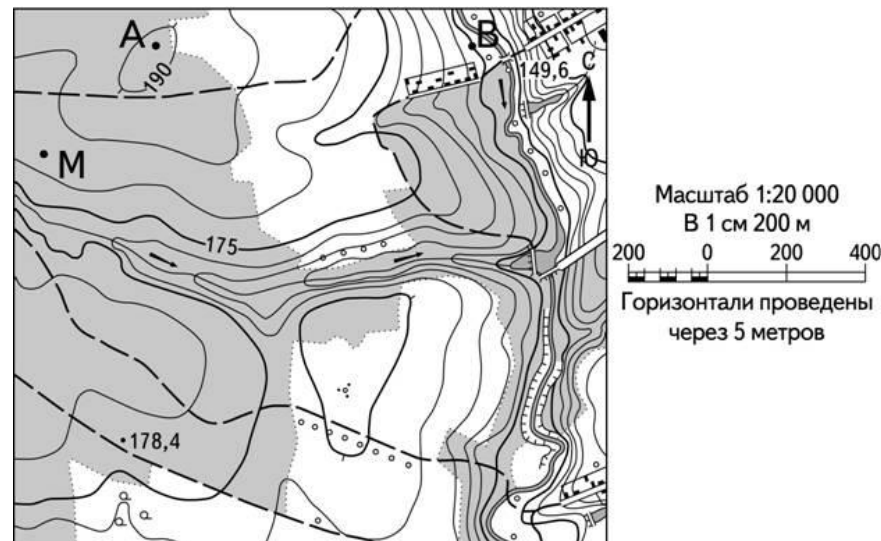 А
190
В
С
149,6
Ю
М
175
178,4
Масштаб 1:20 000
В 1 см 200 м
200 0 200 400
Горизонтали проведены
через 5 метров